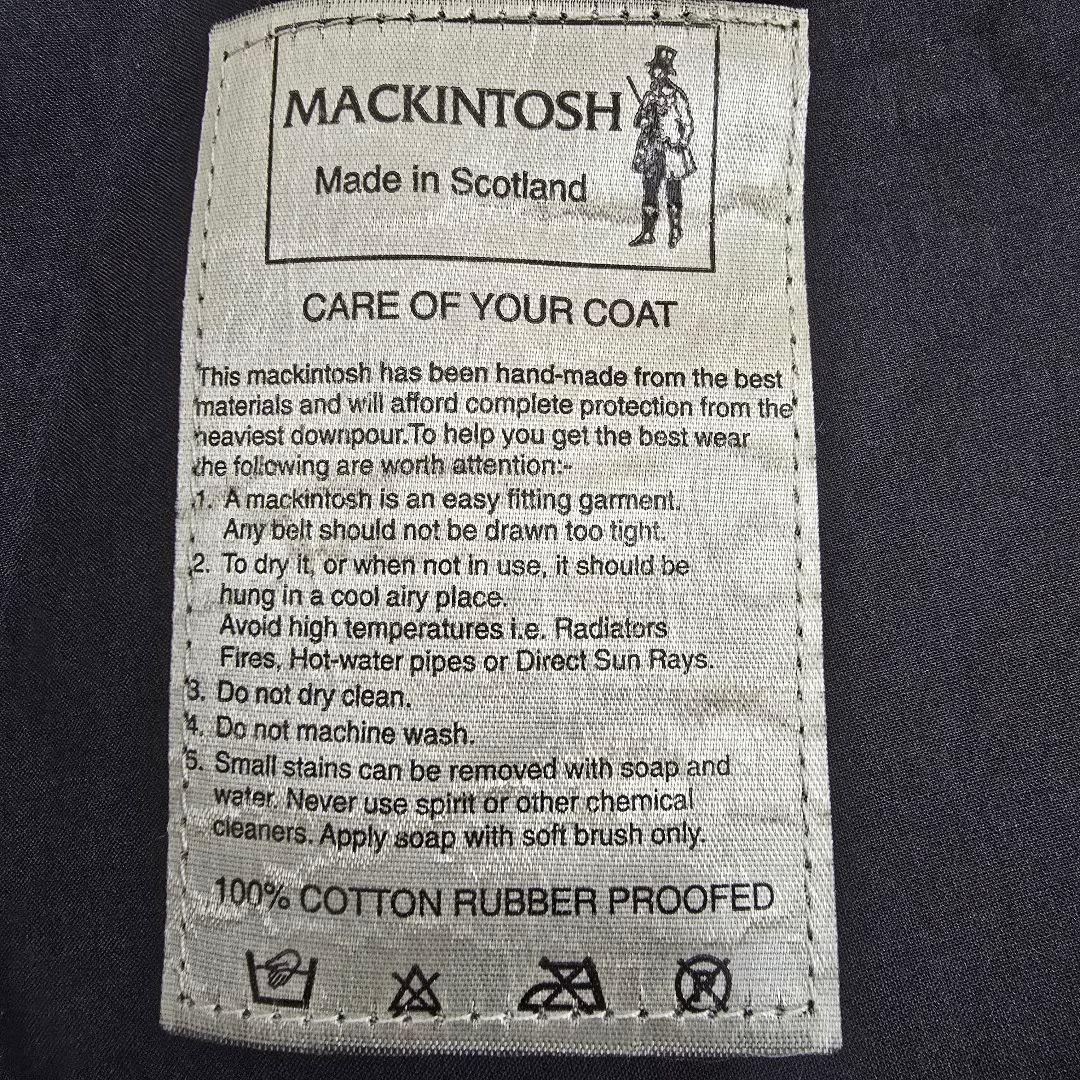 MACKINTOSH
Made in Scotland
CARE OF YOUR COAT
This mackintosh has been hand-made from the best
materials and will afford complete protection from the
heaviest downpour.To help you get the best wear
the following are worth attention:-
1. A mackintosh is an easy fitting garment.
Any belt should not be drawn too tight.
2. To dry it, or when not in use, it should be
hung in a cool airy place.
Avoid high temperatures i.e. Radiators
Fires, Hot-water pipes or Direct Sun Rays.
3. Do not dry clean.
4. Do not machine wash.
5. Small stains can be removed with soap and
water. Never use spirit or other chemical
cleaners. Apply soap with soft brush only.
100% COTTON RUBBER PROOFED
R